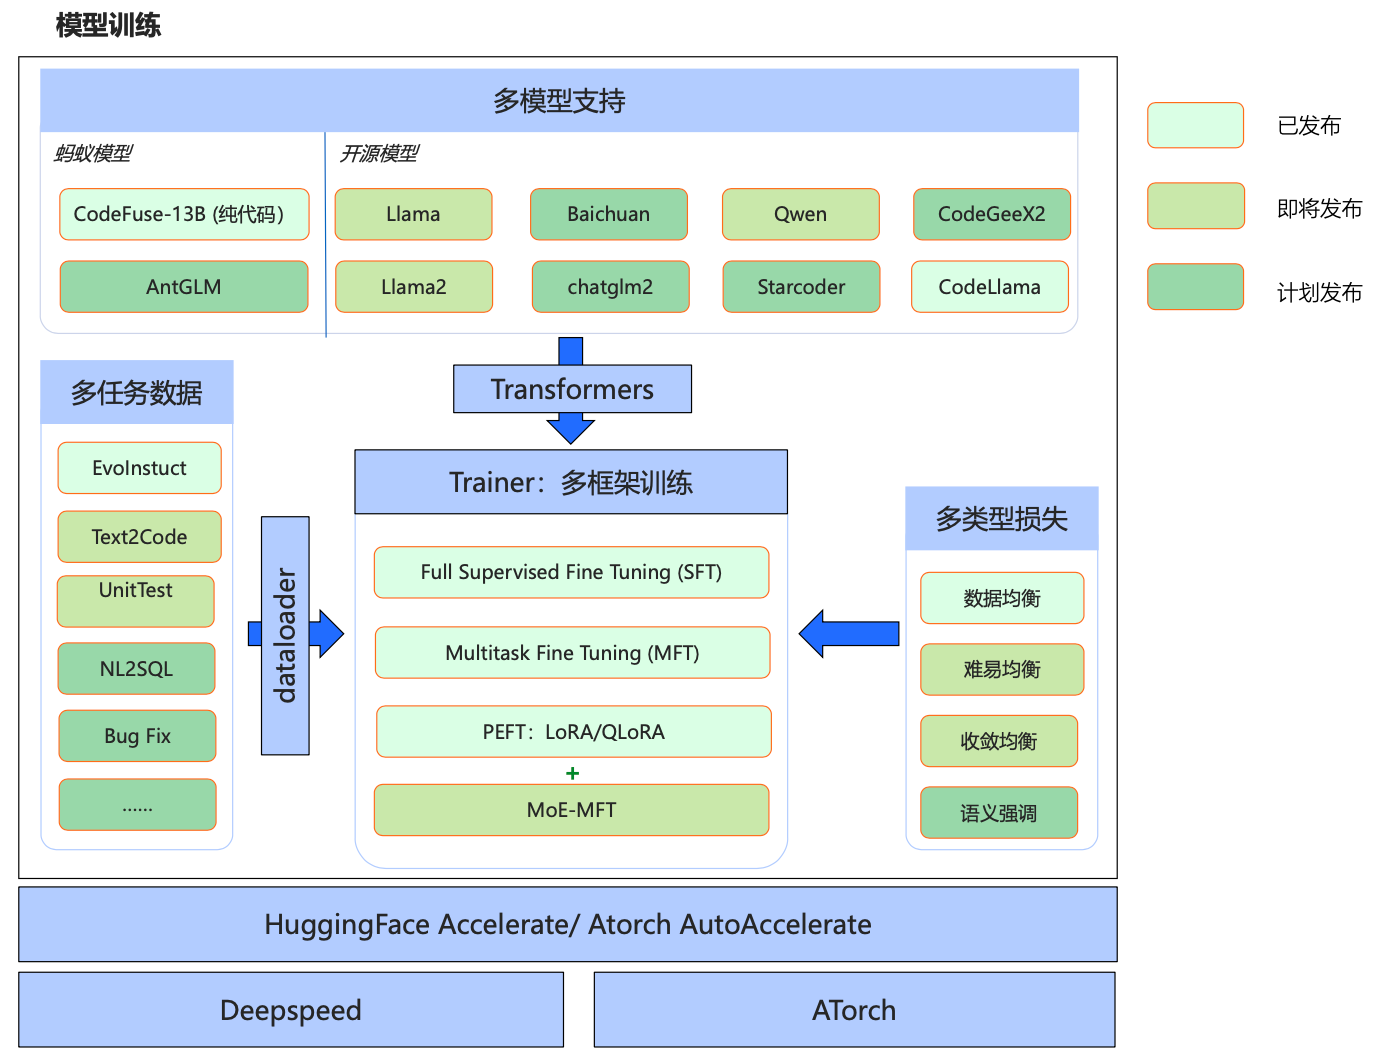 模型训练
多模型支持
蚂蚁模型
开源模型
CodeFuse-13B (纯代码)
Llama
Baichuan
Qwen
CodeGeeX2
AntGLM
Llama2
chatglm2
Starcoder
CodeLlama
已发布
即将发布
计划发布
Transformers
多任务数据
EvoInstuct
Text2Code
UnitTest
NL2SQL
Bug Fix
......
dataloader
Trainer：多框架训练
Full Supervised Fine Tuning (SFT)
Multitask Fine Tuning (MFT)
PEFT：LoRA/QLoRA
+
MoE-MFT
多类型损失
数据均衡
难易均衡
收敛均衡
语义强调
HuggingFace Accelerate/ Atorch AutoAccelerate
Deepspeed
ATorch